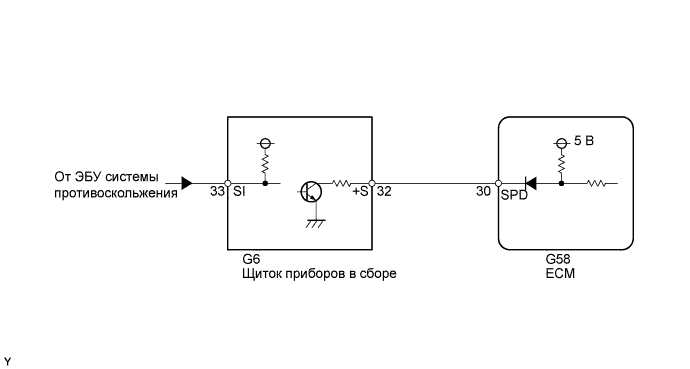 5 В
От ЭБУ системы
противоскольжения
33 SI
+S 32
30 SPD
G6
Щиток приборов в сборе
G58
ECM
Y